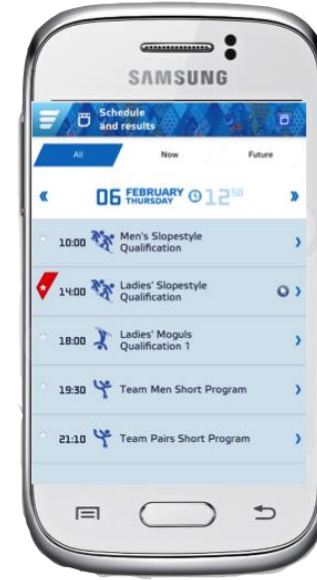 SAMSUNG
Schedule
and results
All Now Future
« 06 FEBRUARY THURSDAY 12 50 »
10:00 Men's Slopestyle
Qualification
14:00 Ladies' Slopestyle
Qualification
18:00 Ladies' Moguls
Qualification 1
19:30 Team Men Short Program
21:10 Team Pairs Short Program